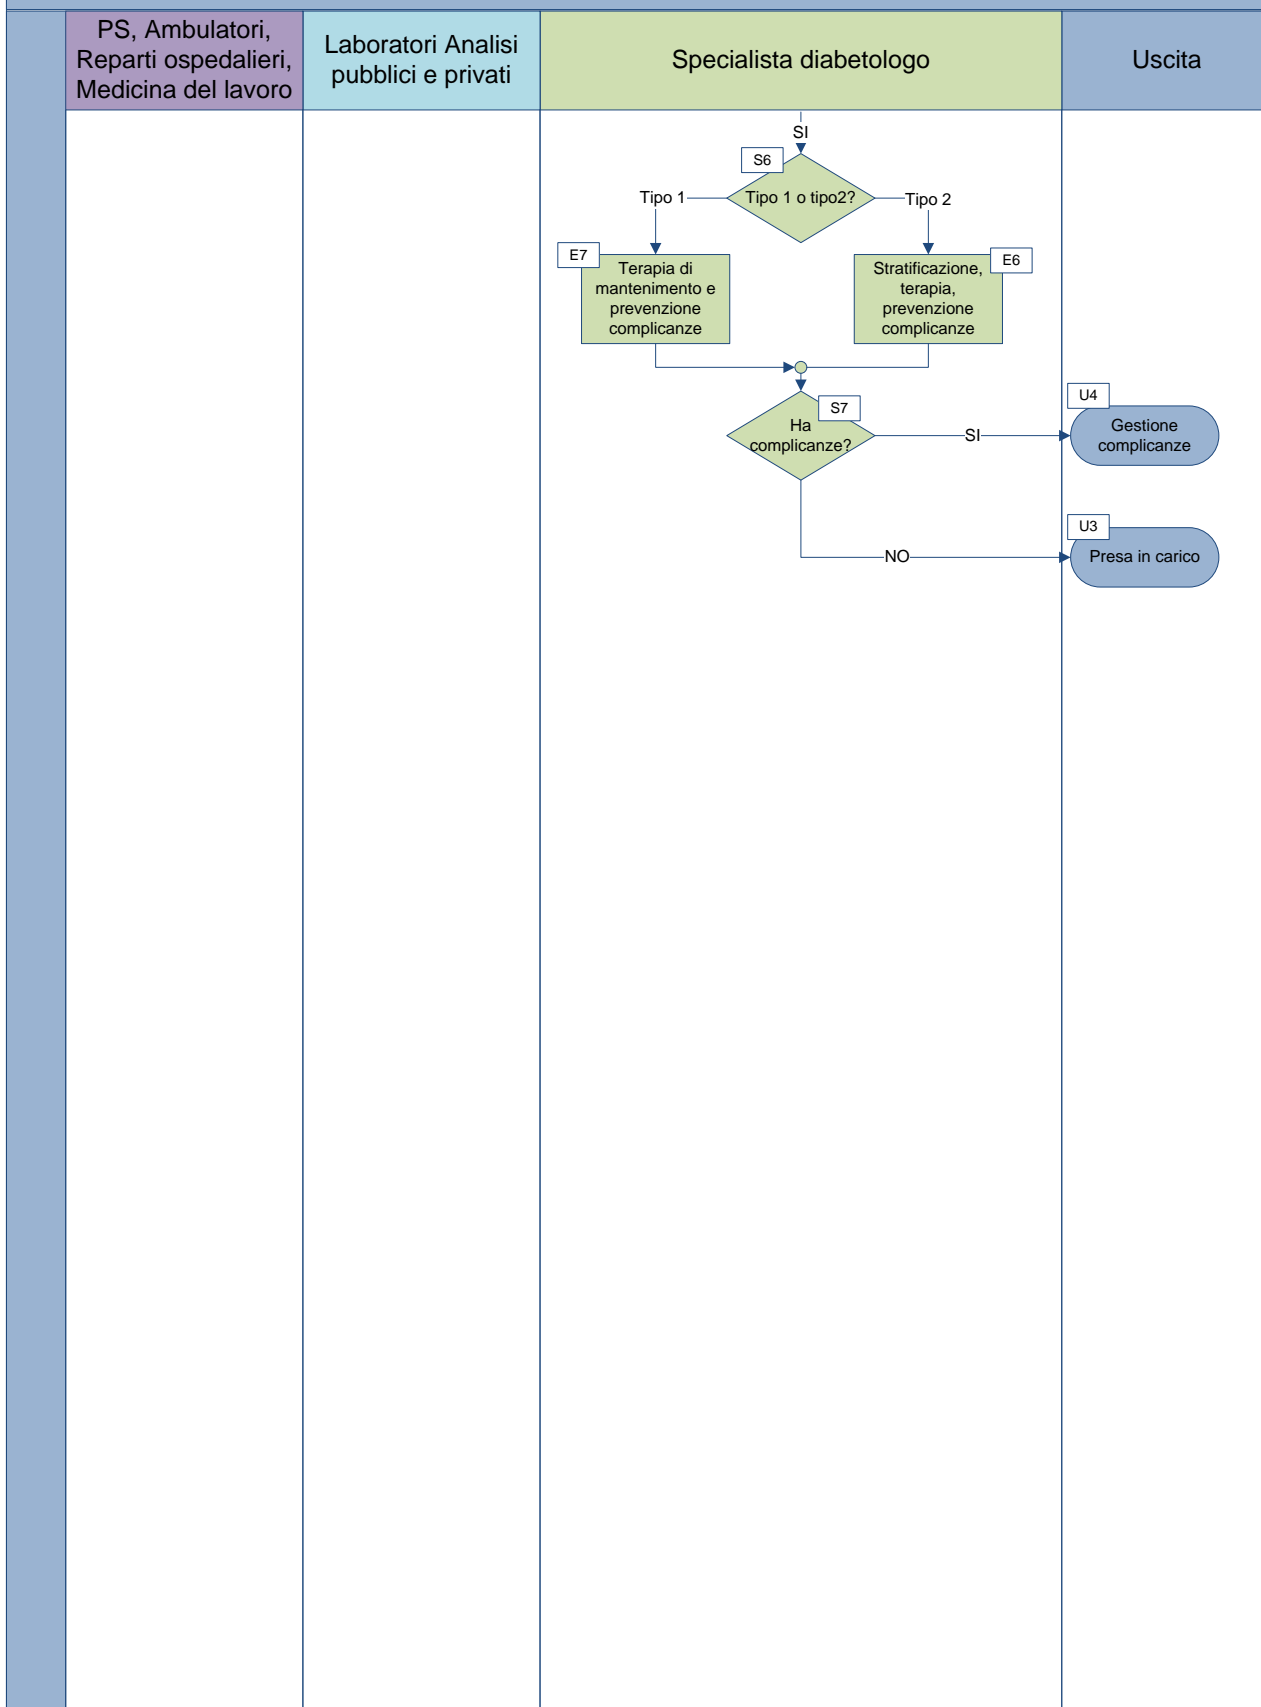 PS, Ambulatori,
Reparti ospedalieri,
Medicina del lavoro
Laboratori Analisi
pubblici e privati
Specialista diabetologo
Uscita
SI
S6
Tipo 1
Tipo 1 o tipo2?
Tipo 2
E7
Terapia di
mantenimento e
prevenzione
complicanze
E6
Stratificazione,
terapia,
prevenzione
complicanze
S7
Ha
complicanze?
SI
U4
Gestione
complicanze
NO
U3
Presa in carico